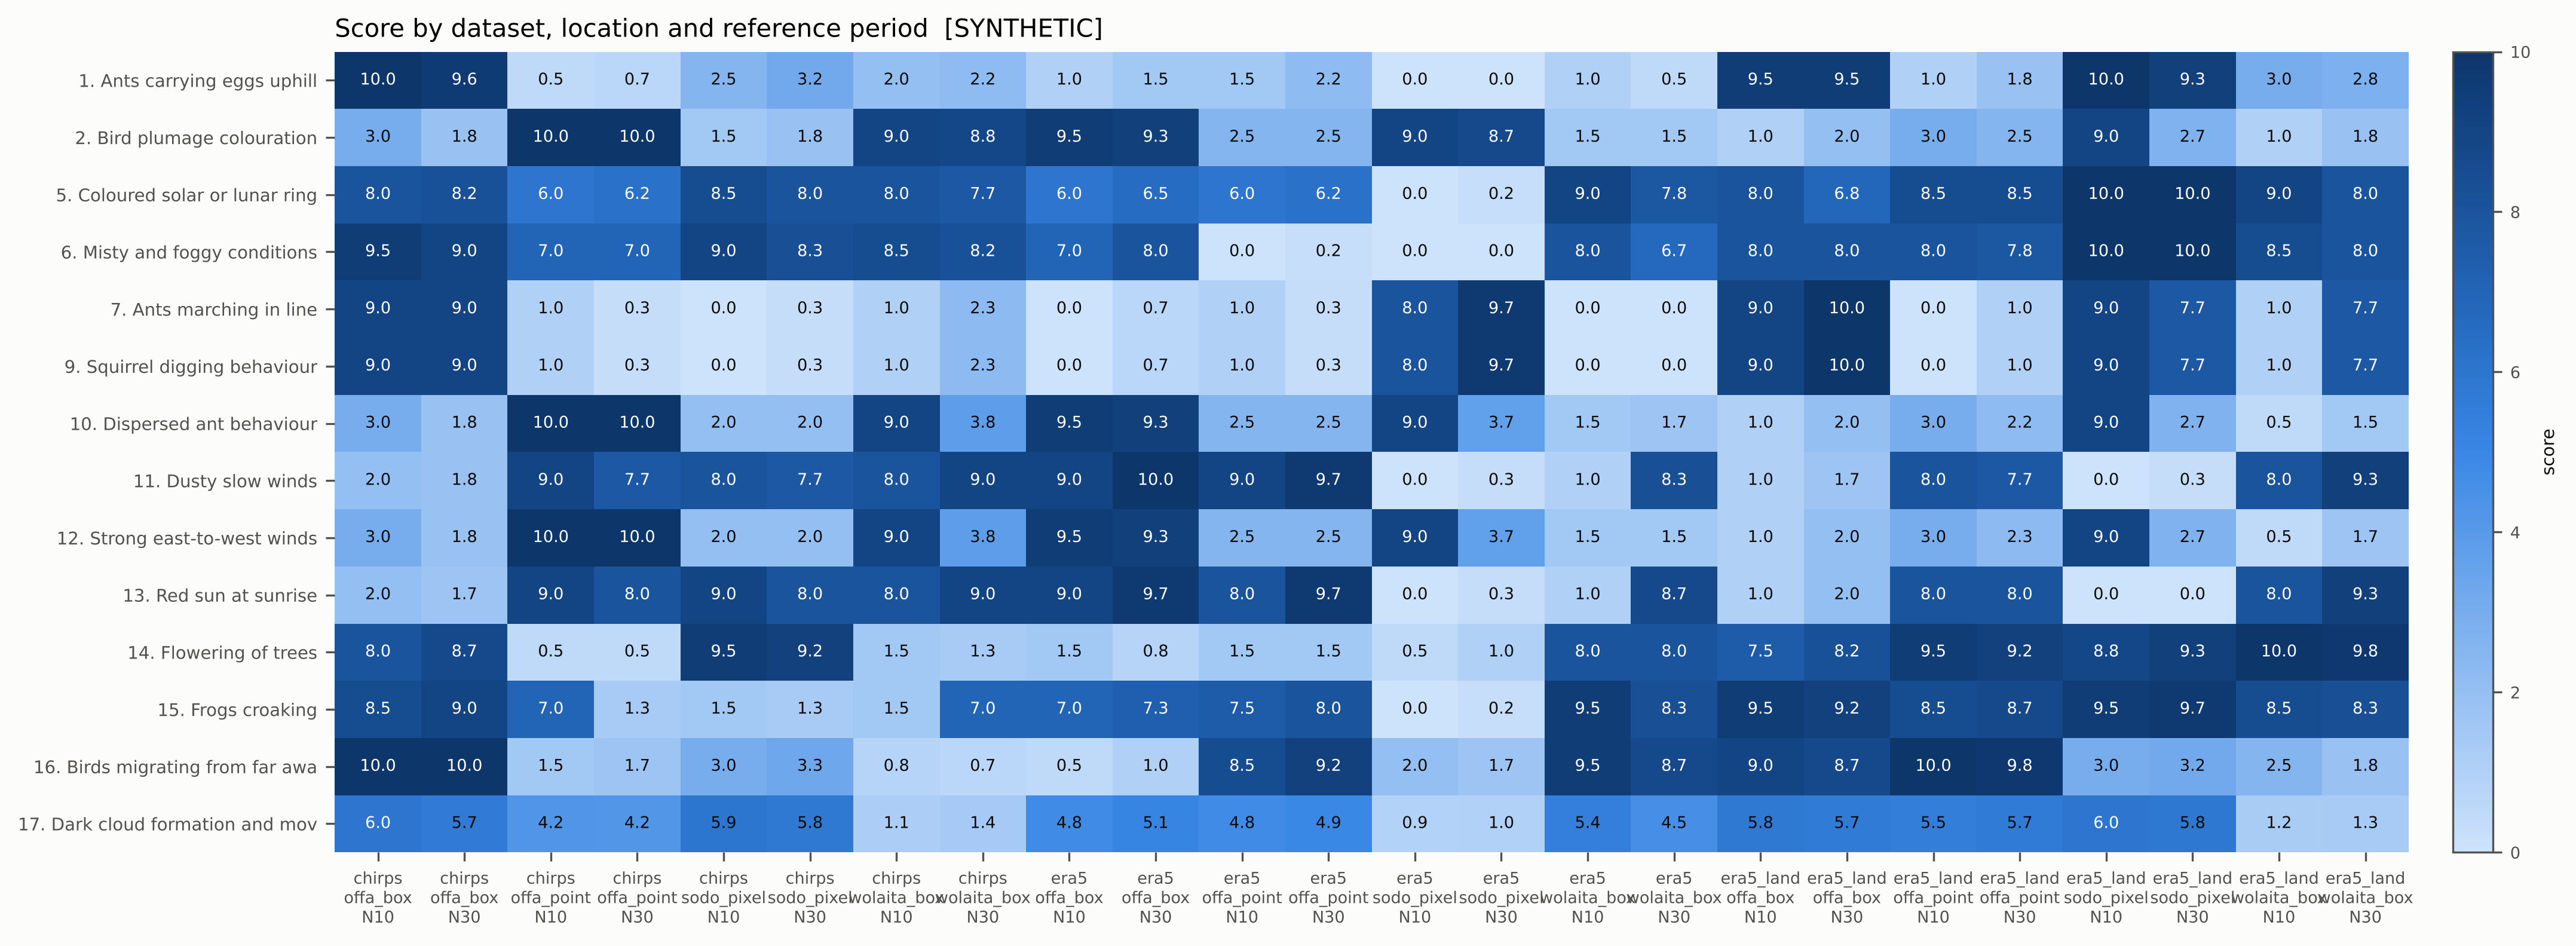 Score by dataset, location and reference period  [SYNTHETIC]
1. Ants carrying eggs uphill 10.0 9.6 0.5 0.7 2.5 3.2 2.0 2.2 1.0 1.5 1.5 2.2 0.0 0.0 1.0 0.5 9.5 9.5 1.0 1.8 10.0 9.3 3.0 2.8
2. Bird plumage colouration 3.0 1.8 10.0 10.0 1.5 1.8 9.0 8.8 9.5 9.3 2.5 2.5 9.0 8.7 1.5 1.5 1.0 2.0 3.0 2.5 9.0 2.7 1.0 1.8
5. Coloured solar or lunar ring 8.0 8.2 6.0 6.2 8.5 8.0 8.0 7.7 6.0 6.5 6.0 6.2 0.0 0.2 9.0 7.8 8.0 6.8 8.5 8.5 10.0 10.0 9.0 8.0
6. Misty and foggy conditions 9.5 9.0 7.0 7.0 9.0 8.3 8.5 8.2 7.0 8.0 0.0 0.2 0.0 0.0 8.0 6.7 8.0 8.0 8.0 7.8 10.0 10.0 8.5 8.0
7. Ants marching in line 9.0 9.0 1.0 0.3 0.0 0.3 1.0 2.3 0.0 0.7 1.0 0.3 8.0 9.7 0.0 0.0 9.0 10.0 0.0 1.0 9.0 7.7 1.0 7.7
9. Squirrel digging behaviour 9.0 9.0 1.0 0.3 0.0 0.3 1.0 2.3 0.0 0.7 1.0 0.3 8.0 9.7 0.0 0.0 9.0 10.0 0.0 1.0 9.0 7.7 1.0 7.7
10. Dispersed ant behaviour 3.0 1.8 10.0 10.0 2.0 2.0 9.0 3.8 9.5 9.3 2.5 2.5 9.0 3.7 1.5 1.7 1.0 2.0 3.0 2.2 9.0 2.7 0.5 1.5
11. Dusty slow winds 2.0 1.8 9.0 7.7 8.0 7.7 8.0 9.0 9.0 10.0 9.0 9.7 0.0 0.3 1.0 8.3 1.0 1.7 8.0 7.7 0.0 0.3 8.0 9.3
12. Strong east-to-west winds 3.0 1.8 10.0 10.0 2.0 2.0 9.0 3.8 9.5 9.3 2.5 2.5 9.0 3.7 1.5 1.5 1.0 2.0 3.0 2.3 9.0 2.7 0.5 1.7
13. Red sun at sunrise 2.0 1.7 9.0 8.0 9.0 8.0 8.0 9.0 9.0 9.7 8.0 9.7 0.0 0.3 1.0 8.7 1.0 2.0 8.0 8.0 0.0 0.0 8.0 9.3
14. Flowering of trees 8.0 8.7 0.5 0.5 9.5 9.2 1.5 1.3 1.5 0.8 1.5 1.5 0.5 1.0 8.0 8.0 7.5 8.2 9.5 9.2 8.8 9.3 10.0 9.8
15. Frogs croaking 8.5 9.0 7.0 1.3 1.5 1.3 1.5 7.0 7.0 7.3 7.5 8.0 0.0 0.2 9.5 8.3 9.5 9.2 8.5 8.7 9.5 9.7 8.5 8.3
16. Birds migrating from far awa 10.0 10.0 1.5 1.7 3.0 3.3 0.8 0.7 0.5 1.0 8.5 9.2 2.0 1.7 9.5 8.7 9.0 8.7 10.0 9.8 3.0 3.2 2.5 1.8
17. Dark cloud formation and mov 6.0 5.7 4.2 4.2 5.9 5.8 1.1 1.4 4.8 5.1 4.8 4.9 0.9 1.0 5.4 4.5 5.8 5.7 5.5 5.7 6.0 5.8 1.2 1.3
chirps chirps chirps chirps chirps chirps chirps chirps era5 era5 era5 era5 era5 era5 era5 era5 era5_land era5_land era5_land era5_land era5_land era5_land era5_land era5_land
offa_box offa_box offa_point offa_point sodo_pixel sodo_pixel wolaita_box wolaita_box offa_box offa_box offa_point offa_point sodo_pixel sodo_pixel wolaita_box wolaita_box offa_box offa_box offa_point offa_point sodo_pixel sodo_pixel wolaita_box wolaita_box
N10 N30 N10 N30 N10 N30 N10 N30 N10 N30 N10 N30 N10 N30 N10 N30 N10 N30 N10 N30 N10 N30 N10 N30
10
8
6
4
2
0
score